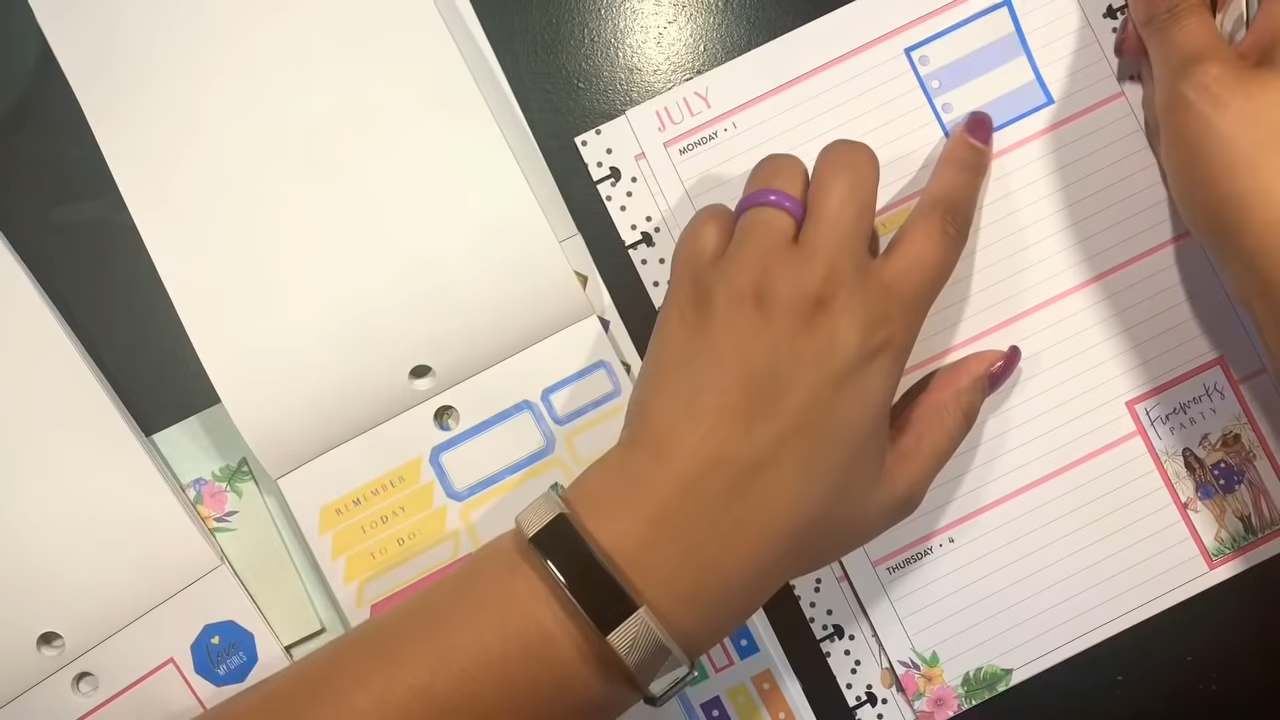 JULY
MONDAY • 1
Fireworks
PARTY
THURSDAY • 4
REMEMBER
TODAY
TO DO:
love
MY GIRLS